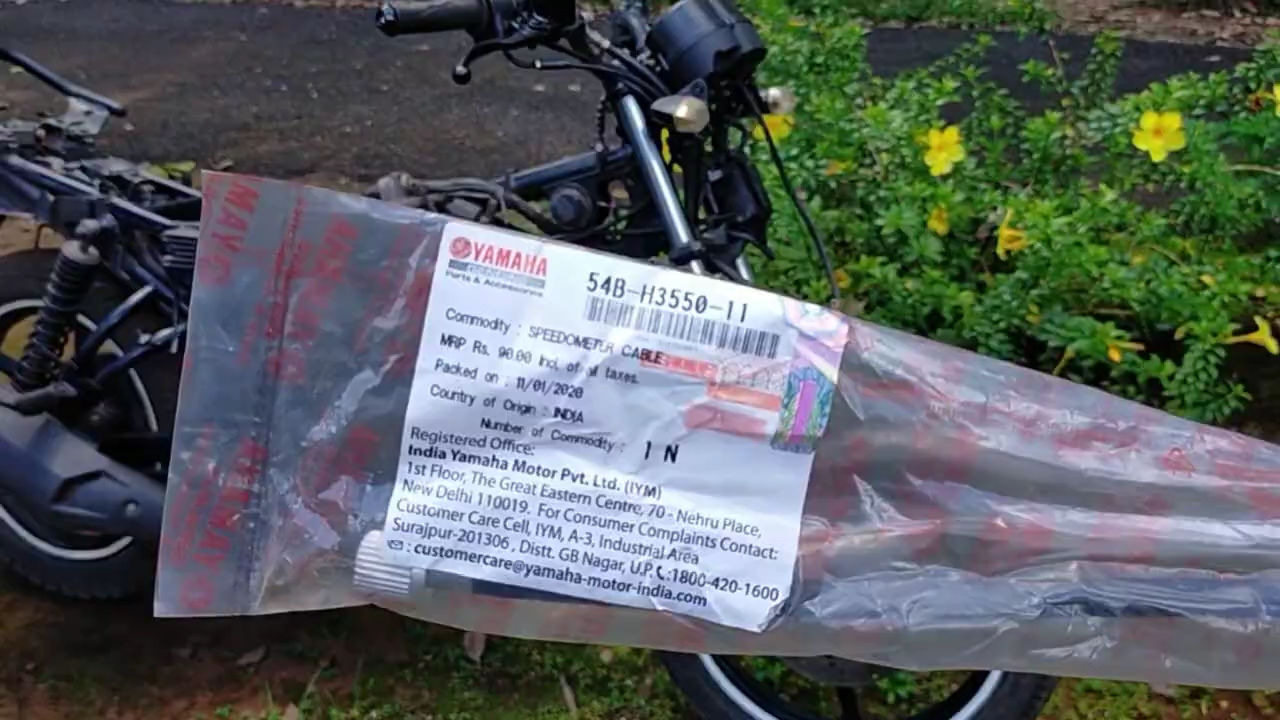 YAMAHA
GENUINE
Parts & Accessories
54B-H3550-11
Commodity : SPEEDOMETER CABLE
MRP Rs. 90.00 Incl. of all taxes.
Packed on : 11/01/2020
Country of Origin : INDIA
Number of Commodity : 1 N
Registered Office:
India Yamaha Motor Pvt. Ltd. (IYM)
1st Floor, The Great Eastern Centre, 70 - Nehru Place,
New Delhi 110019. For Consumer Complaints Contact:
Customer Care Cell, IYM, A-3, Industrial Area
Surajpur-201306 , Distt. GB Nagar, U.P. :1800-420-1600
: customercare@yamaha-motor-india.com